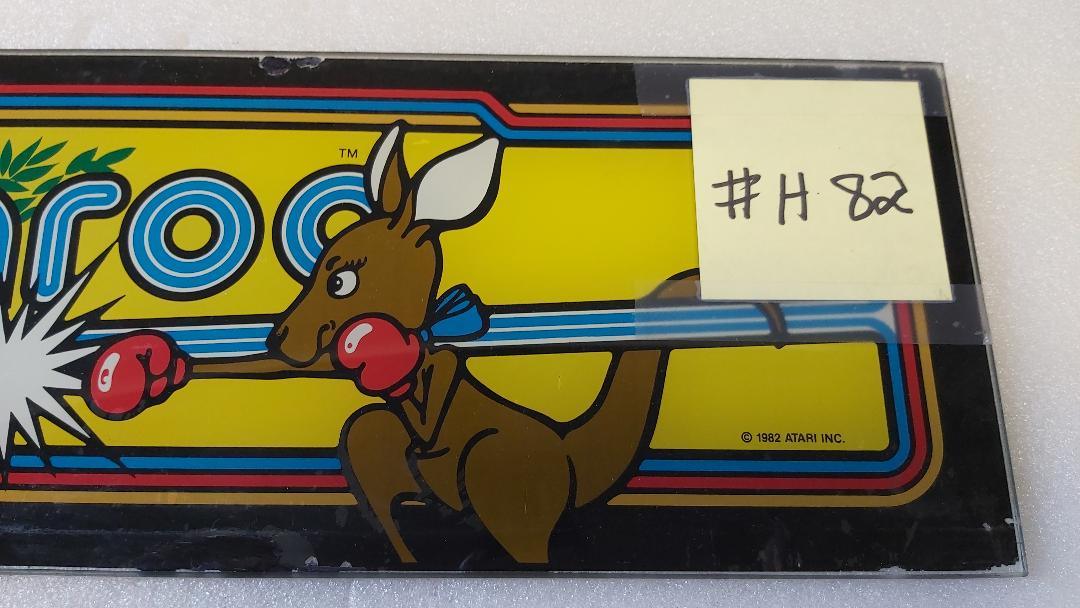 TM
roo
#H 82
© 1982 ATARI INC.